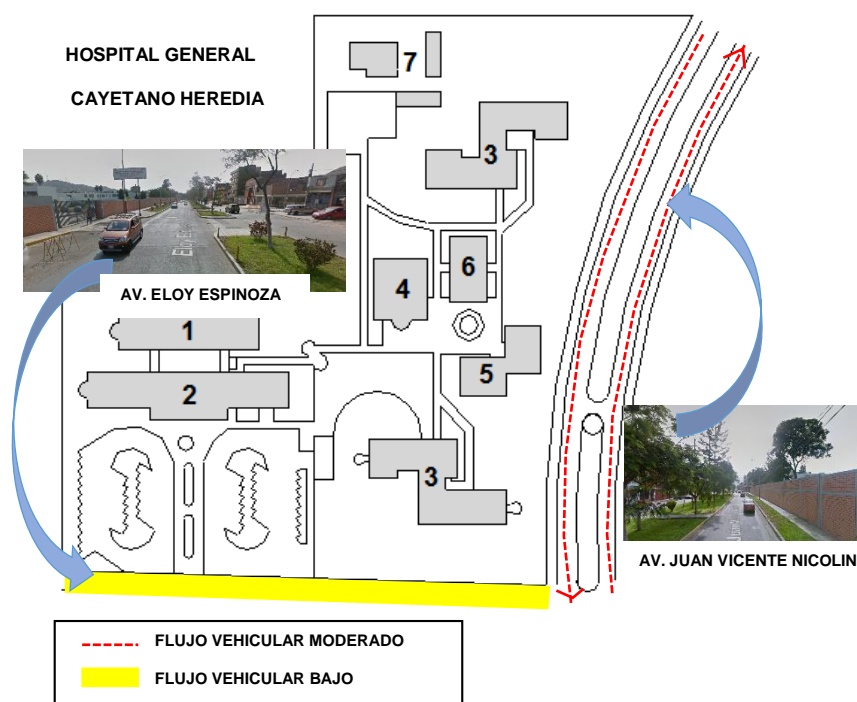 HOSPITAL GENERAL
CAYETANO HEREDIA
7
3
6
4
AV. ELOY ESPINOZA
1
5
2
3
AV. JUAN VICENTE NICOLIN
FLUJO VEHICULAR MODERADO
FLUJO VEHICULAR BAJO